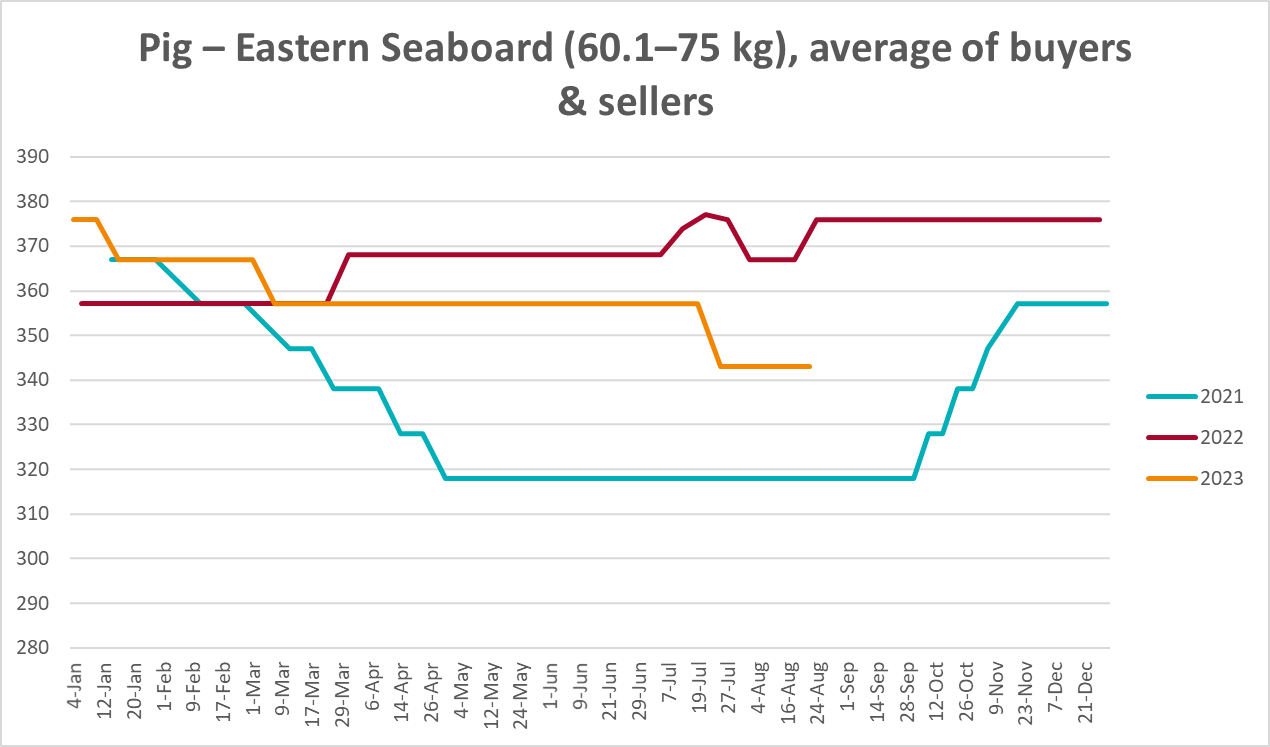 Pig – Eastern Seaboard (60.1–75 kg), average of buyers
& sellers
390
380
370
360
350
340
330
320
310
300
290
280
2021
2022
2023
4-Jan
12-Jan
20-Jan
1-Feb
9-Feb
17-Feb
1-Mar
9-Mar
17-Mar
29-Mar
6-Apr
14-Apr
26-Apr
4-May
12-May
24-May
1-Jun
9-Jun
21-Jun
29-Jun
7-Jul
19-Jul
27-Jul
4-Aug
16-Aug
24-Aug
1-Sep
14-Sep
28-Sep
12-Oct
26-Oct
9-Nov
23-Nov
7-Dec
21-Dec